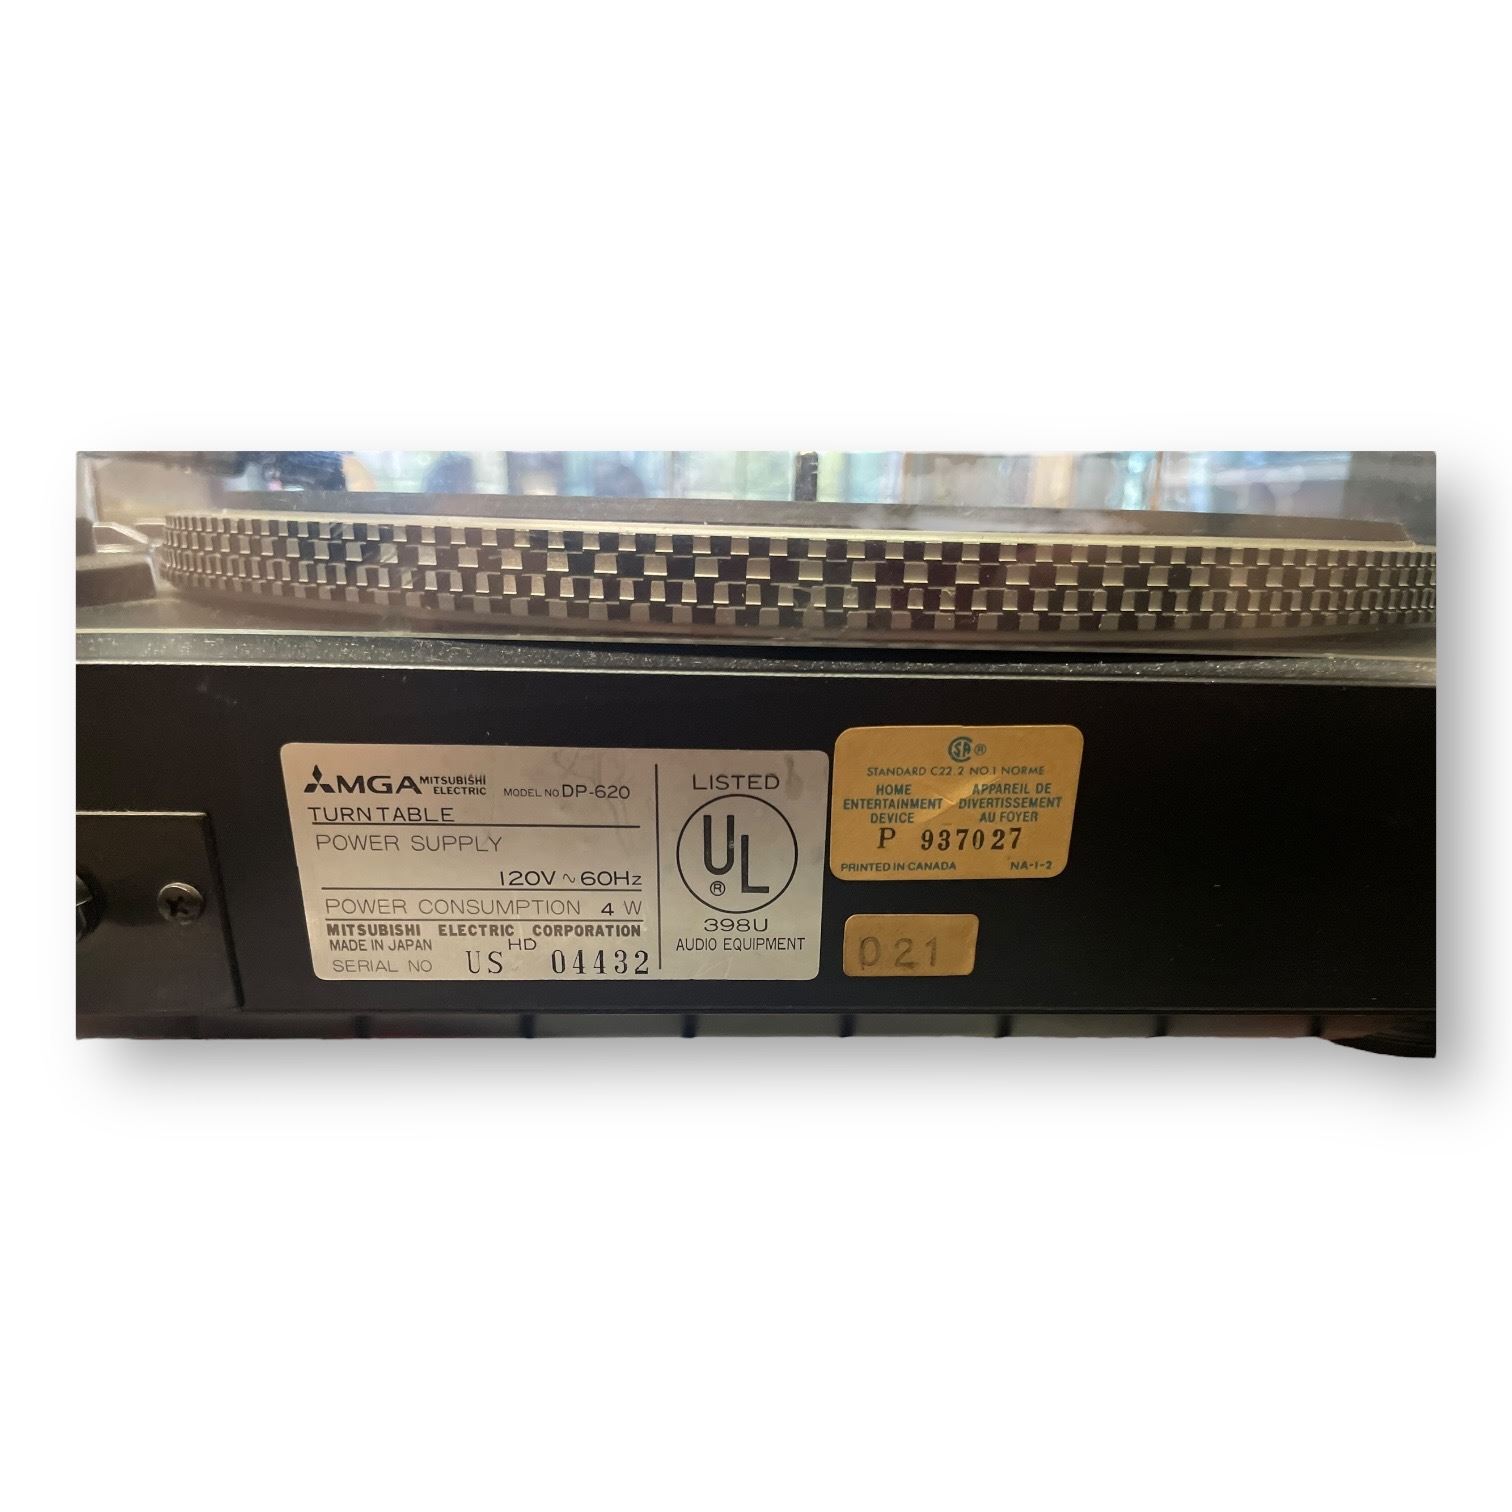 MGA MITSUBISHI ELECTRIC MODEL NO. DP-620
TURNTABLE
POWER SUPPLY
120V ~ 60Hz
POWER CONSUMPTION 4 W
MITSUBISHI ELECTRIC CORPORATION
MADE IN JAPAN HD
SERIAL NO US 04432
LISTED
UL
®
398U
AUDIO EQUIPMENT
SA ®
STANDARD C22.2 NO.1 NORME
HOME ENTERTAINMENT DEVICE
APPAREIL DE DIVERTISSEMENT AU FOYER
P 937027
PRINTED IN CANADA NA-1-2
021